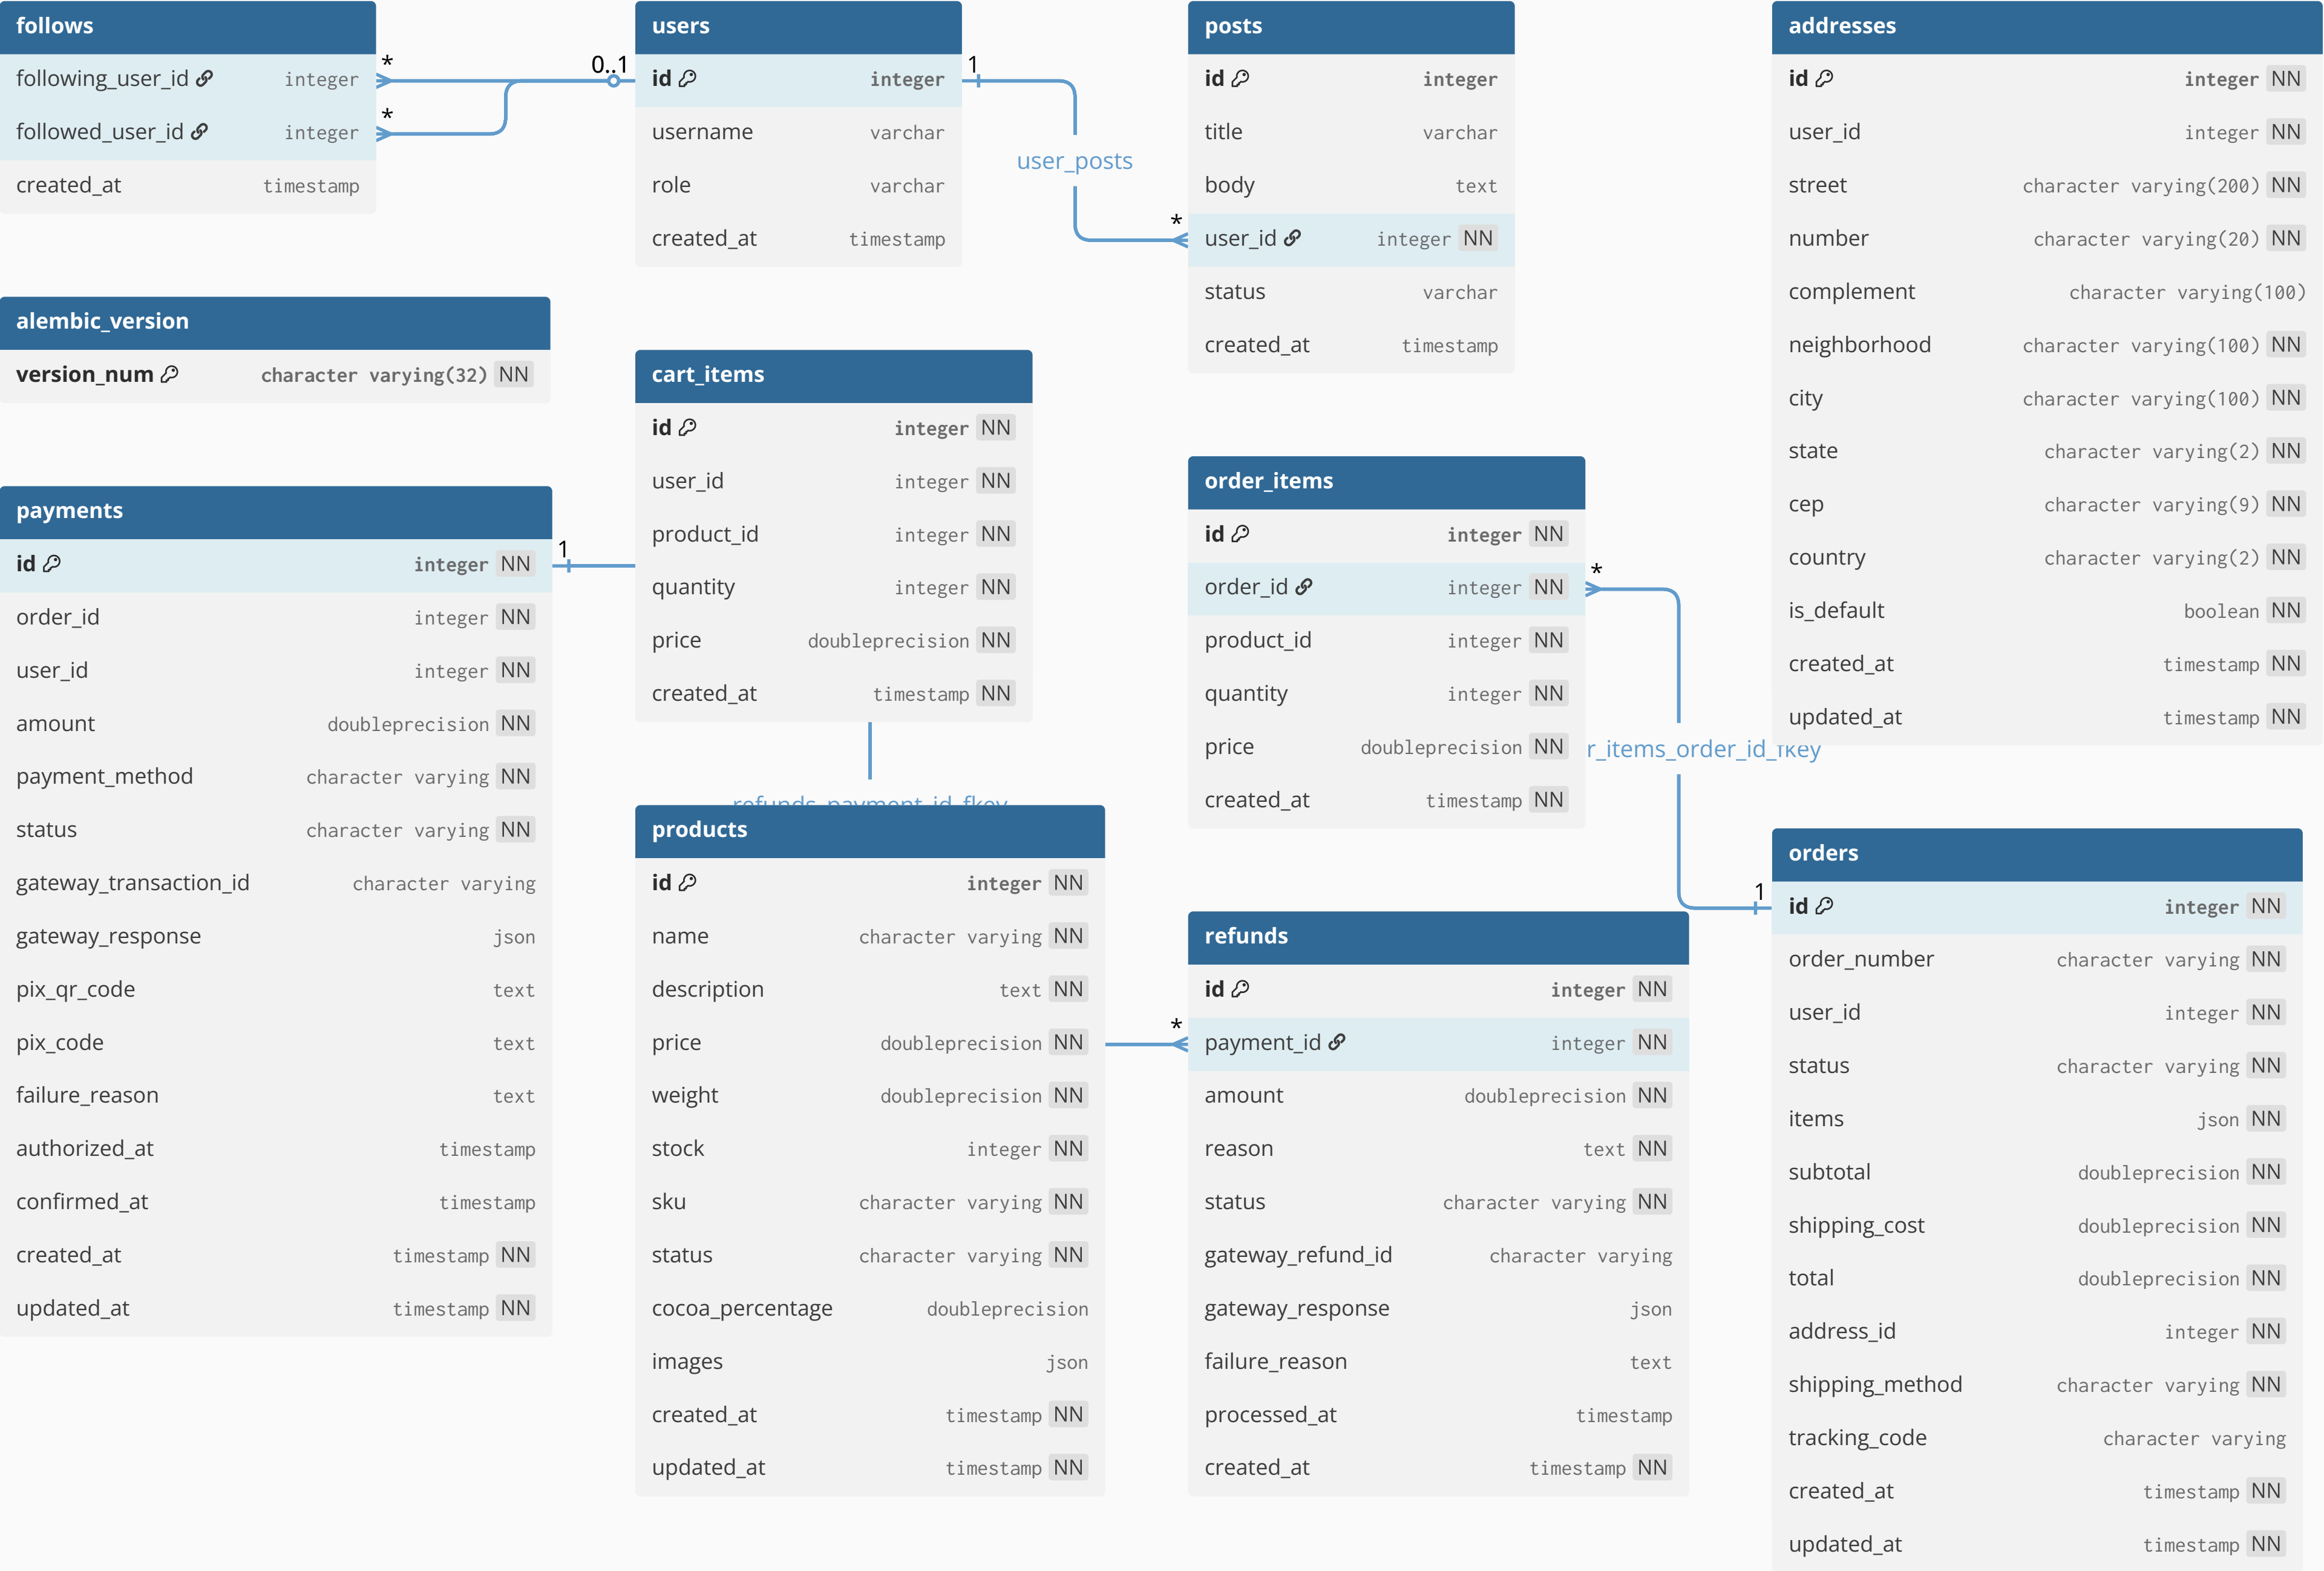 follows
following_user_id integer
followed_user_id integer
created_at timestamp
*
*
0..1
users
id integer
username varchar
role varchar
created_at timestamp
1
user_posts
*
posts
id integer
title varchar
body text
user_id integer NN
status varchar
created_at timestamp
addresses
id integer NN
user_id integer NN
street character varying(200) NN
number character varying(20) NN
complement character varying(100)
neighborhood character varying(100) NN
city character varying(100) NN
state character varying(2) NN
cep character varying(9) NN
country character varying(2) NN
is_default boolean NN
created_at timestamp NN
updated_at timestamp NN
alembic_version
version_num character varying(32) NN
payments
id integer NN
order_id integer NN
user_id integer NN
amount doubleprecision NN
payment_method character varying NN
status character varying NN
gateway_transaction_id character varying
gateway_response json
pix_qr_code text
pix_code text
failure_reason text
authorized_at timestamp
confirmed_at timestamp
created_at timestamp NN
updated_at timestamp NN
1
cart_items
id integer NN
user_id integer NN
product_id integer NN
quantity integer NN
price doubleprecision NN
created_at timestamp NN
refunds_payment_id_fkey
products
id integer NN
name character varying NN
description text NN
price doubleprecision NN
weight doubleprecision NN
stock integer NN
sku character varying NN
status character varying NN
cocoa_percentage doubleprecision
images json
created_at timestamp NN
updated_at timestamp NN
order_items
id integer NN
order_id integer NN
product_id integer NN
quantity integer NN
price doubleprecision NN
created_at timestamp NN
*
r_items_order_id_fkey
1
*
refunds
id integer NN
payment_id integer NN
amount doubleprecision NN
reason text NN
status character varying NN
gateway_refund_id character varying
gateway_response json
failure_reason text
processed_at timestamp
created_at timestamp NN
orders
id integer NN
order_number character varying NN
user_id integer NN
status character varying NN
items json NN
subtotal doubleprecision NN
shipping_cost doubleprecision NN
total doubleprecision NN
address_id integer NN
shipping_method character varying NN
tracking_code character varying
created_at timestamp NN
updated_at timestamp NN